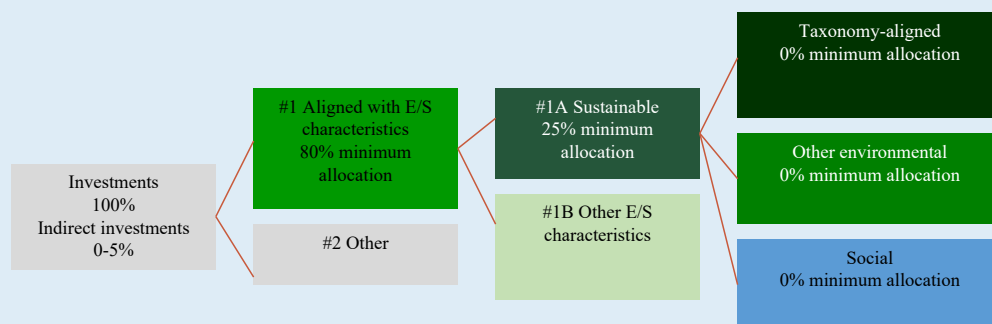 Investments
100%
Indirect investments
0-5%
#1 Aligned with E/S
characteristics
80% minimum
allocation
#2 Other
#1A Sustainable
25% minimum
allocation
#1B Other E/S
characteristics
Taxonomy-aligned
0% minimum allocation
Other environmental
0% minimum allocation
Social
0% minimum allocation